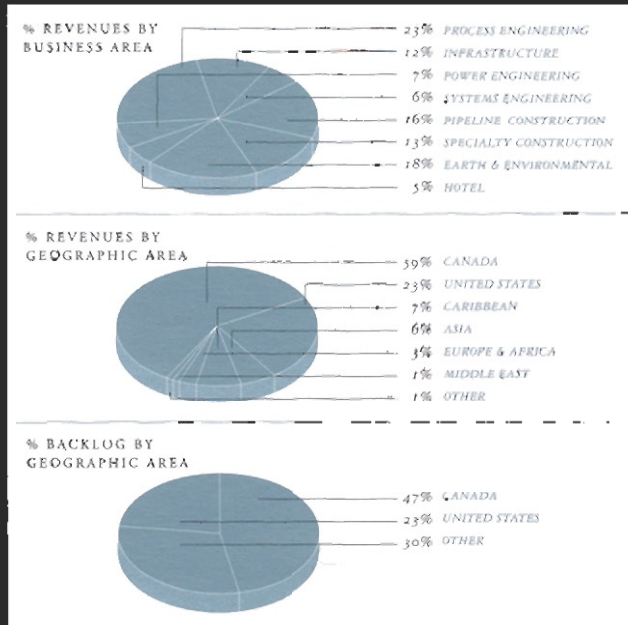 % REVENUES BY
BUSINESS AREA
23% PROCESS ENGINEERING
12% INFRASTRUCTURE
7% POWER ENGINEERING
6% SYSTEMS ENGINEERING
16% PIPELINE CONSTRUCTION
13% SPECIALTY CONSTRUCTION
18% EARTH & ENVIRONMENTAL
5% HOTEL
% REVENUES BY
GEOGRAPHIC AREA
59% CANADA
23% UNITED STATES
7% CARIBBEAN
6% ASIA
3% EUROPE & AFRICA
1% MIDDLE EAST
1% OTHER
% BACKLOG BY
GEOGRAPHIC AREA
47% CANADA
23% UNITED STATES
30% OTHER